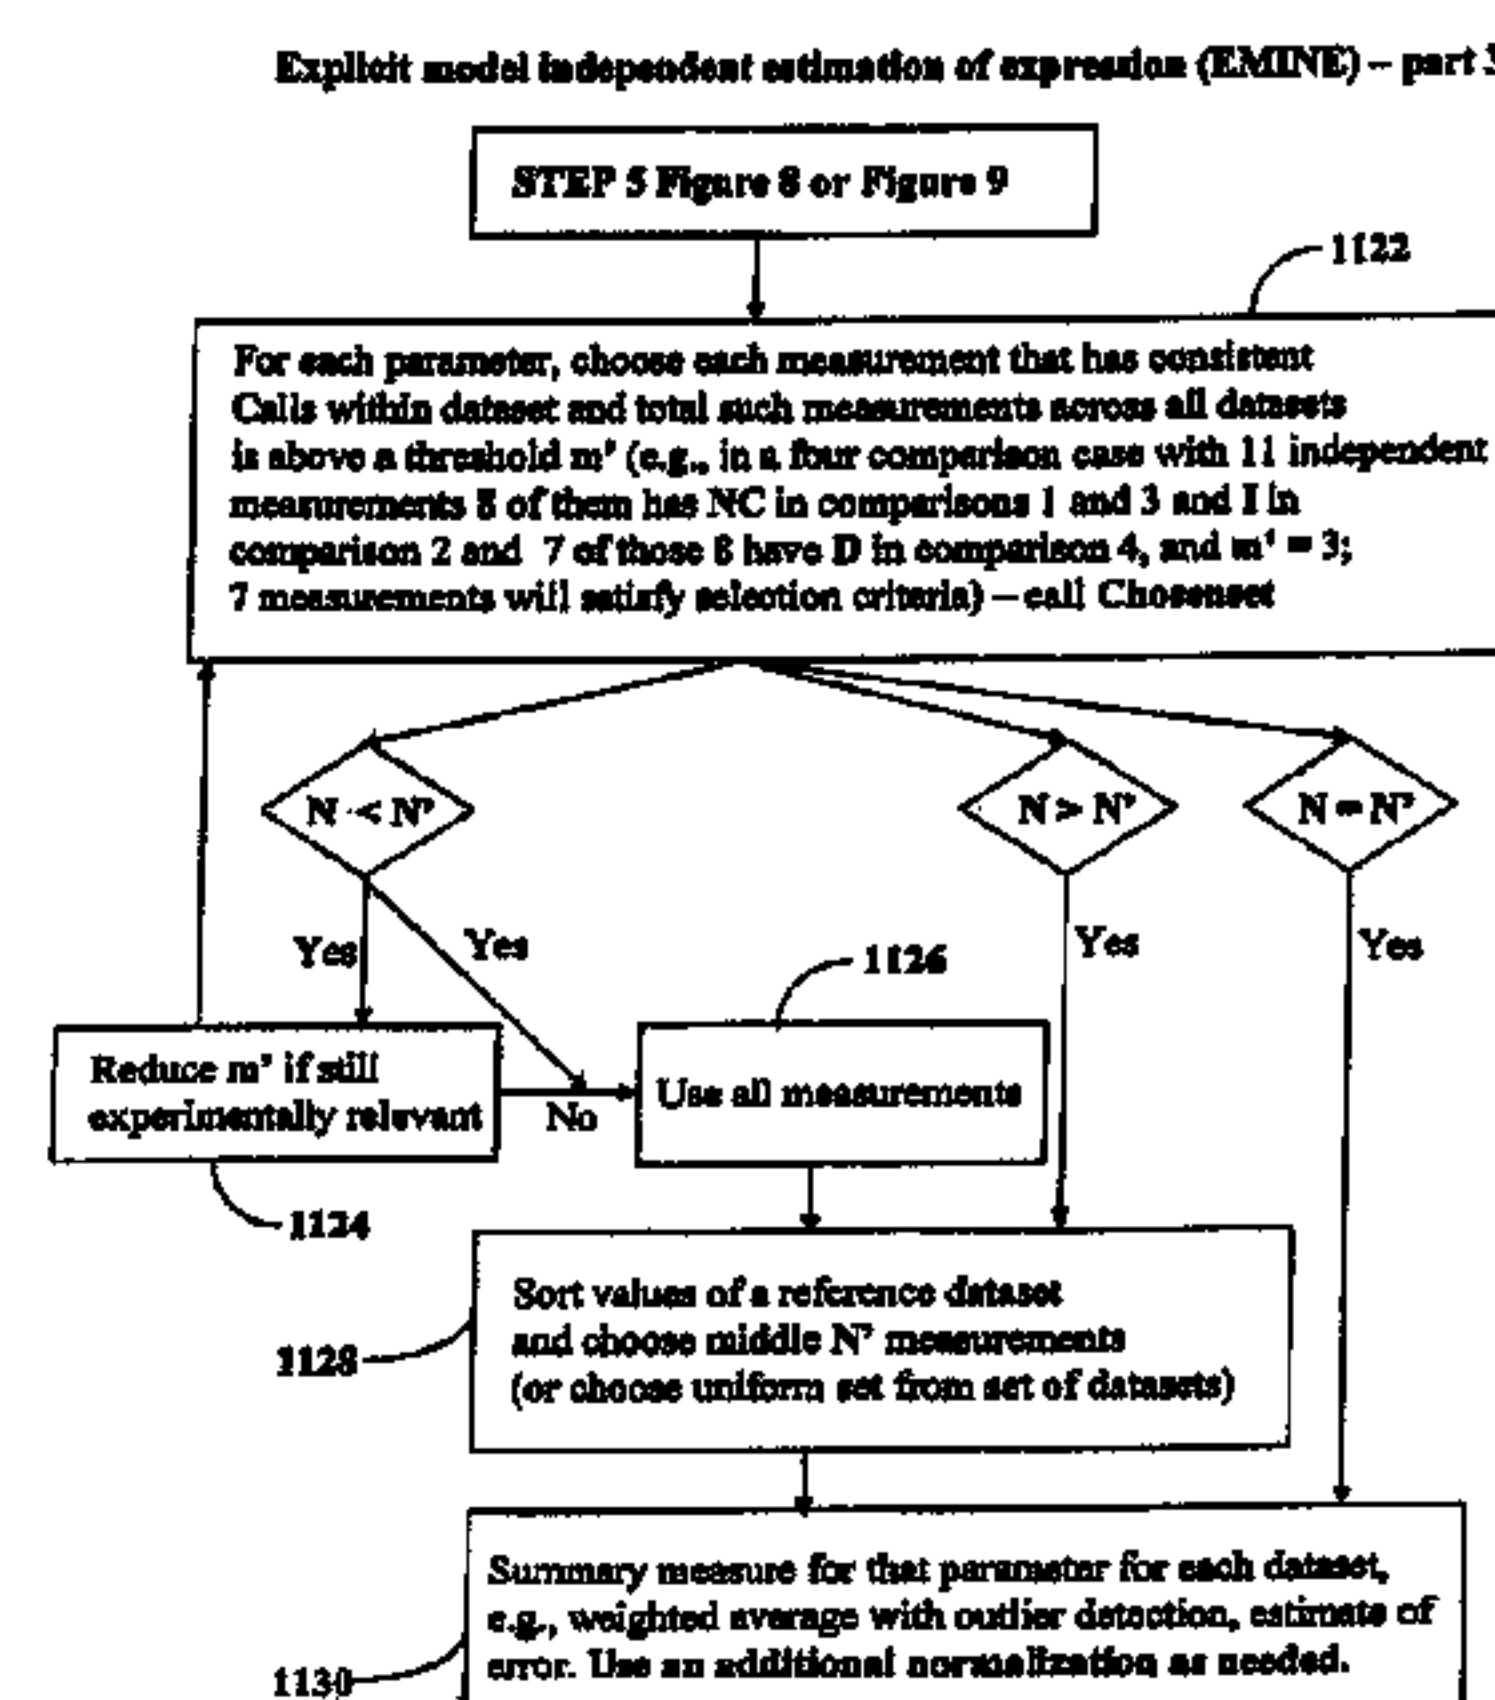 Explicit model independent estimation of expression (EMINE) – part 3
STEP 5 Figure 8 or Figure 9
1122
For each parameter, choose each measurement that has consistent
Calls within dataset and total such measurements across all datasets
is above a threshold m' (e.g., in a four comparison case with 11 independent
measurements 8 of them has NC in comparisons 1 and 3 and I in
comparison 2 and 7 of those 8 have D in comparison 4, and m' = 3;
7 measurements will satisfy selection criteria) – call Chosenset
N < N'
N > N'
N = N'
Yes
Yes
Yes
Yes
1126
Reduce m' if still
experimentally relevant
No
Use all measurements
1124
Sort values of a reference dataset
and choose middle N' measurements
(or choose uniform set from set of datasets)
1128
Summary measure for that parameter for each dataset,
e.g., weighted average with outlier detection, estimate of
error. Use an additional normalization as needed.
1130